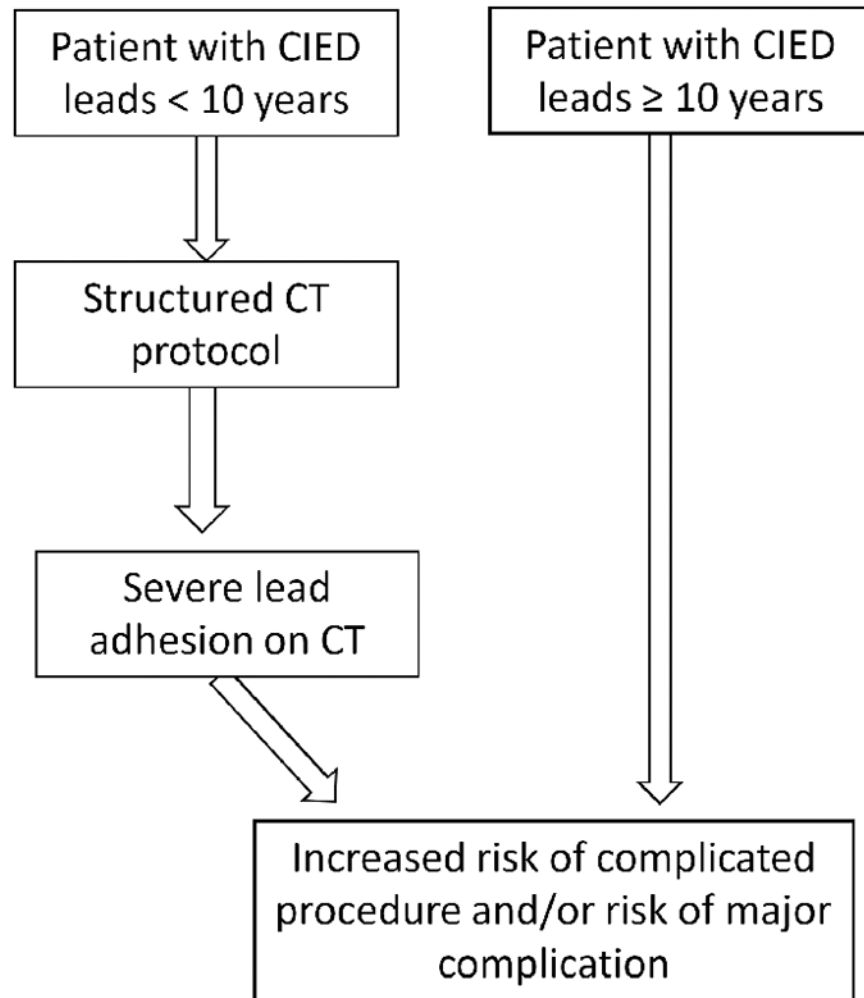 Patient with CIED
leads < 10 years
Patient with CIED
leads ≥ 10 years
Structured CT
protocol
Severe lead
adhesion on CT
Increased risk of complicated
procedure and/or risk of major
complication